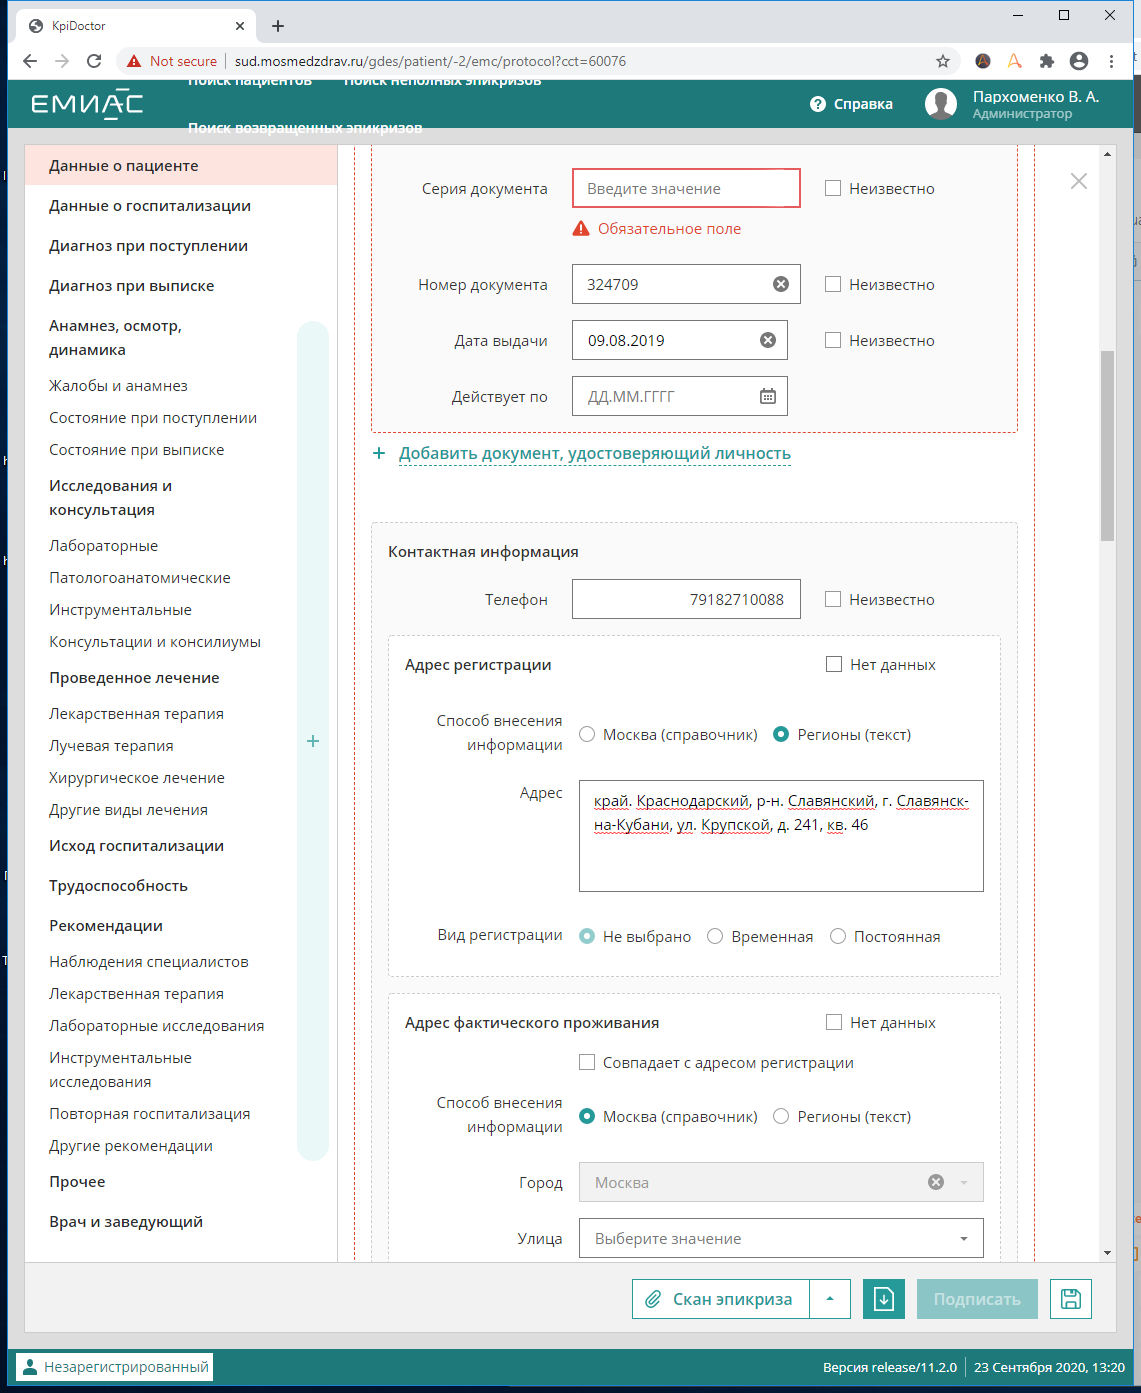 KpiDoctor
Not secure
sud.mosmedzdrav.ru/gdes/patient/-2/emc/protocol?cct=60076
ЕМИАС
Поиск пациентов
Поиск неполных эпикризов
Поиск возвращенных эпикризов
Справка
Пархоменко В. А.
Администратор
Данные о пациенте
Данные о госпитализации
Диагноз при поступлении
Диагноз при выписке
Анамнез, осмотр,
динамика
Жалобы и анамнез
Состояние при поступлении
Состояние при выписке
Исследования и
консультация
Лабораторные
Патологоанатомические
Инструментальные
Консультации и консилиумы
Проведенное лечение
Лекарственная терапия
Лучевая терапия
Хирургическое лечение
Другие виды лечения
Исход госпитализации
Трудоспособность
Рекомендации
Наблюдения специалистов
Лекарственная терапия
Лабораторные исследования
Инструментальные
исследования
Повторная госпитализация
Другие рекомендации
Прочее
Врач и заведующий
Серия документа
Введите значение
Неизвестно
Обязательное поле
Номер документа
324709
Неизвестно
Дата выдачи
09.08.2019
Неизвестно
Действует по
ДД.ММ.ГГГГ
+ Добавить документ, удостоверяющий личность
Контактная информация
Телефон
79182710088
Неизвестно
Адрес регистрации
Нет данных
Способ внесения
информации
Москва (справочник)
Регионы (текст)
Адрес
край. Краснодарский, р-н. Славянский, г. Славянск-
на-Кубани, ул. Крупской, д. 241, кв. 46
Вид регистрации
Не выбрано
Временная
Постоянная
Адрес фактического проживания
Нет данных
Совпадает с адресом регистрации
Способ внесения
информации
Москва (справочник)
Регионы (текст)
Город
Москва
Улица
Выберите значение
Скан эпикриза
Подписать
Незарегистрированный
Версия release/11.2.0
23 Сентября 2020, 13:20